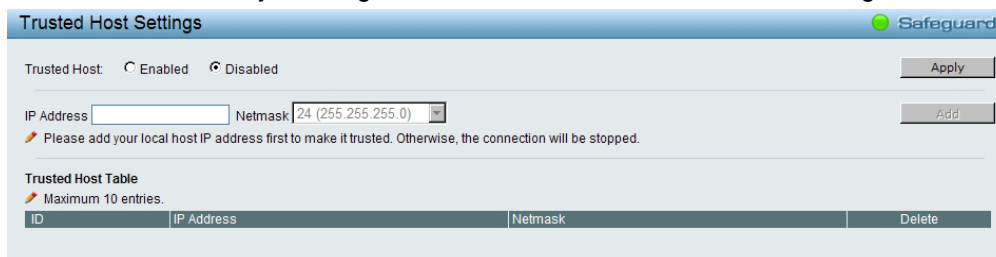 Trusted Host Settings Safeguard
Trusted Host: Enabled Disabled Apply
IP Address Netmask 24 (255.255.255.0) Add
Please add your local host IP address first to make it trusted. Otherwise, the connection will be stopped.
Trusted Host Table
Maximum 10 entries.
ID IP Address Netmask Delete